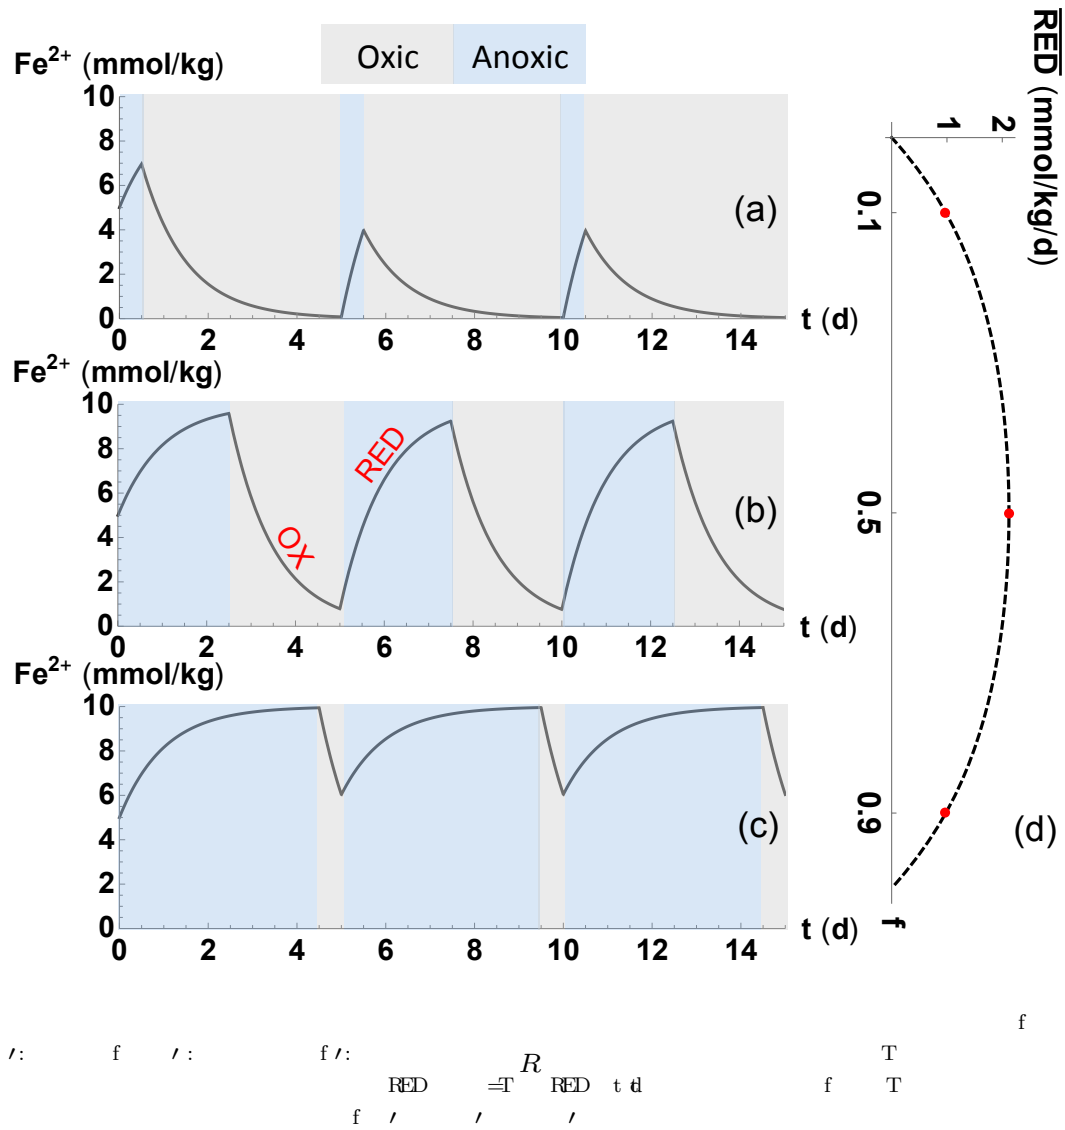 Oxic Anoxic
Fe2+ (mmol/kg)
10
8
6
4
2
0
0 2 4 6 8 10 12 14
t (d)
(a)
Fe2+ (mmol/kg)
10
8
6
4
2
0
0 2 4 6 8 10 12 14
t (d)
OX
RED
(b)
Fe2+ (mmol/kg)
10
8
6
4
2
0
0 2 4 6 8 10 12 14
t (d)
(c)
RED (mmol/kg/d)
1 2
0.1
0.5
0.9
f
(d)
f
′: f ′: f ′: R T
RED =T RED t td f T
f ′ ′ ′